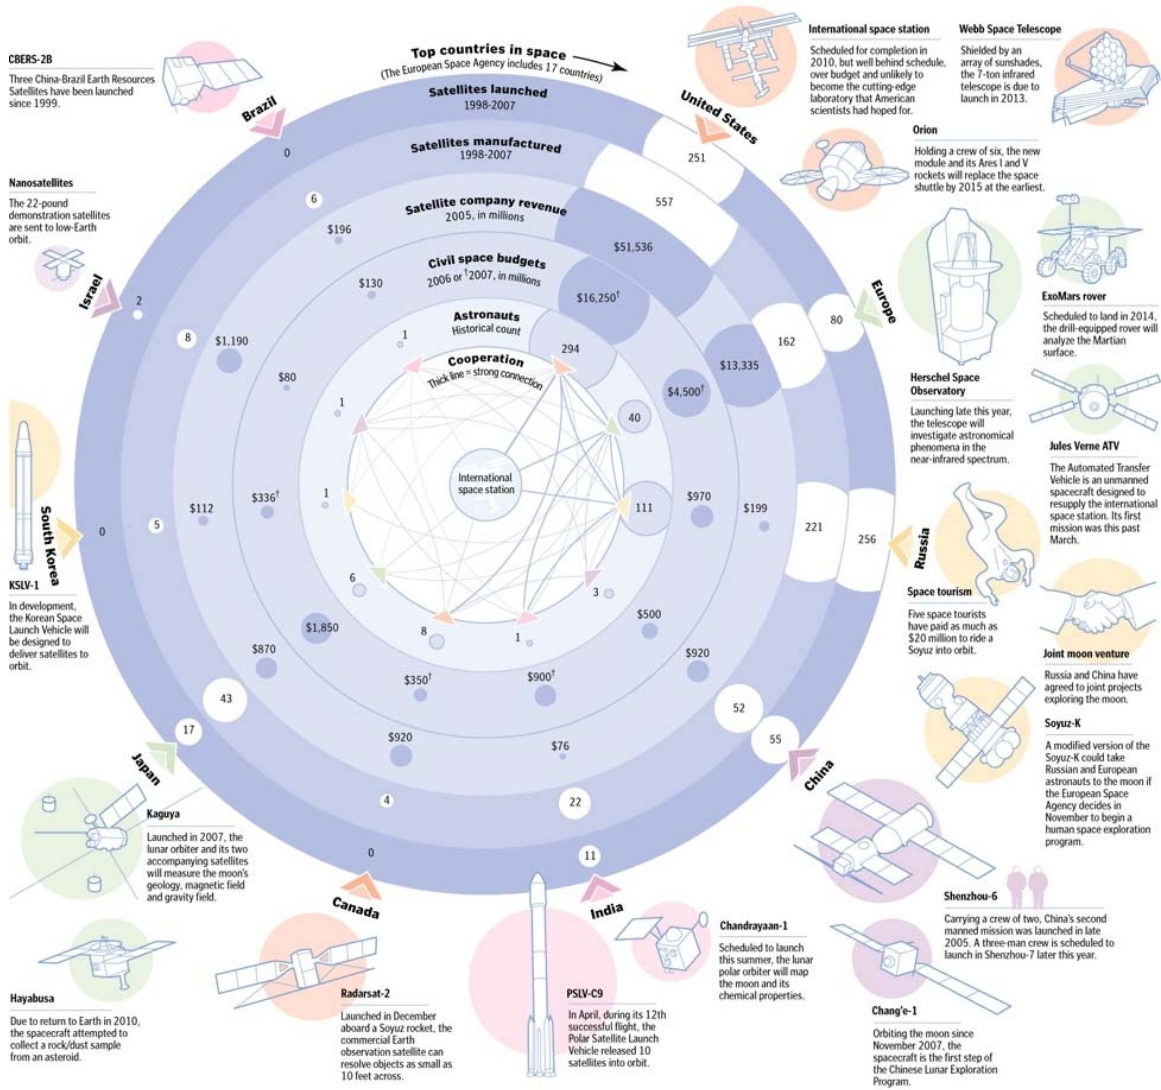 Top countries in space
(The European Space Agency includes 17 countries)
Satellites launched
1998-2007
Satellites manufactured
1998-2007
Satellite company revenue
2005, in millions
Civil space budgets
2006 or †2007, in millions
Astronauts
Historical count
Cooperation
Thick line = strong connection
International
space station
United States
251
557
$51,536
$16,250†
294
Europe
80
162
$13,335
$4,500†
40
Russia
256
221
$199
$970
111
China
55
52
$920
$500
3
India
11
22
$76
$900†
1
Canada
0
4
$920
$350†
8
Japan
17
43
$870
$1,850
6
South Korea
0
5
$112
$336†
1
Israel
2
8
$1,190
$80
1
Brazil
0
6
$196
$130
1
International space station
Scheduled for completion in
2010, but well behind schedule,
over budget and unlikely to
become the cutting-edge
laboratory that American
scientists had hoped for.
Webb Space Telescope
Shielded by an
array of sunshades,
the 7-ton infrared
telescope is due to
launch in 2013.
Orion
Holding a crew of six, the new
module and its Ares I and V
rockets will replace the space
shuttle by 2015 at the earliest.
ExoMars rover
Scheduled to land in 2014,
the drill-equipped rover will
analyze the Martian
surface.
Herschel Space
Observatory
Launching late this year,
the telescope will
investigate astronomical
phenomena in the
near-infrared spectrum.
Jules Verne ATV
The Automated Transfer
Vehicle is an unmanned
spacecraft designed to
resupply the international
space station. Its first
mission was this past
March.
Space tourism
Five space tourists
have paid as much as
$20 million to ride a
Soyuz into orbit.
Joint moon venture
Russia and China have
agreed to joint projects
exploring the moon.
Soyuz-K
A modified version of the
Soyuz-K could take
Russian and European
astronauts to the moon if
the European Space
Agency decides in
November to begin a
human space exploration
program.
Shenzhou-6
Carrying a crew of two, China's second
manned mission was launched in late
2005. A three-man crew is scheduled to
launch in Shenzhou-7 later this year.
Chang'e-1
Orbiting the moon since
November 2007, the
spacecraft is the first step of
the Chinese Lunar Exploration
Program.
Chandrayaan-1
Scheduled to launch
this summer, the lunar
polar orbiter will map
the moon and its
chemical properties.
PSLV-C9
In April, during its 12th
successful flight, the
Polar Satellite Launch
Vehicle released 10
satellites into orbit.
Radarsat-2
Launched in December
aboard a Soyuz rocket, the
commercial Earth
observation satellite can
resolve objects as small as
10 feet across.
Kaguya
Launched in 2007, the
lunar orbiter and its two
accompanying satellites
will measure the moon's
geology, magnetic field
and gravity field.
Hayabusa
Due to return to Earth in 2010,
the spacecraft attempted to
collect a rock/dust sample
from an asteroid.
KSLV-1
In development,
the Korean Space
Launch Vehicle will
be designed to
deliver satellites to
orbit.
Nanosatellites
The 22-pound
demonstration satellites
are sent to low-Earth
orbit.
CBERS-2B
Three China-Brazil Earth Resources
Satellites have been launched
since 1999.